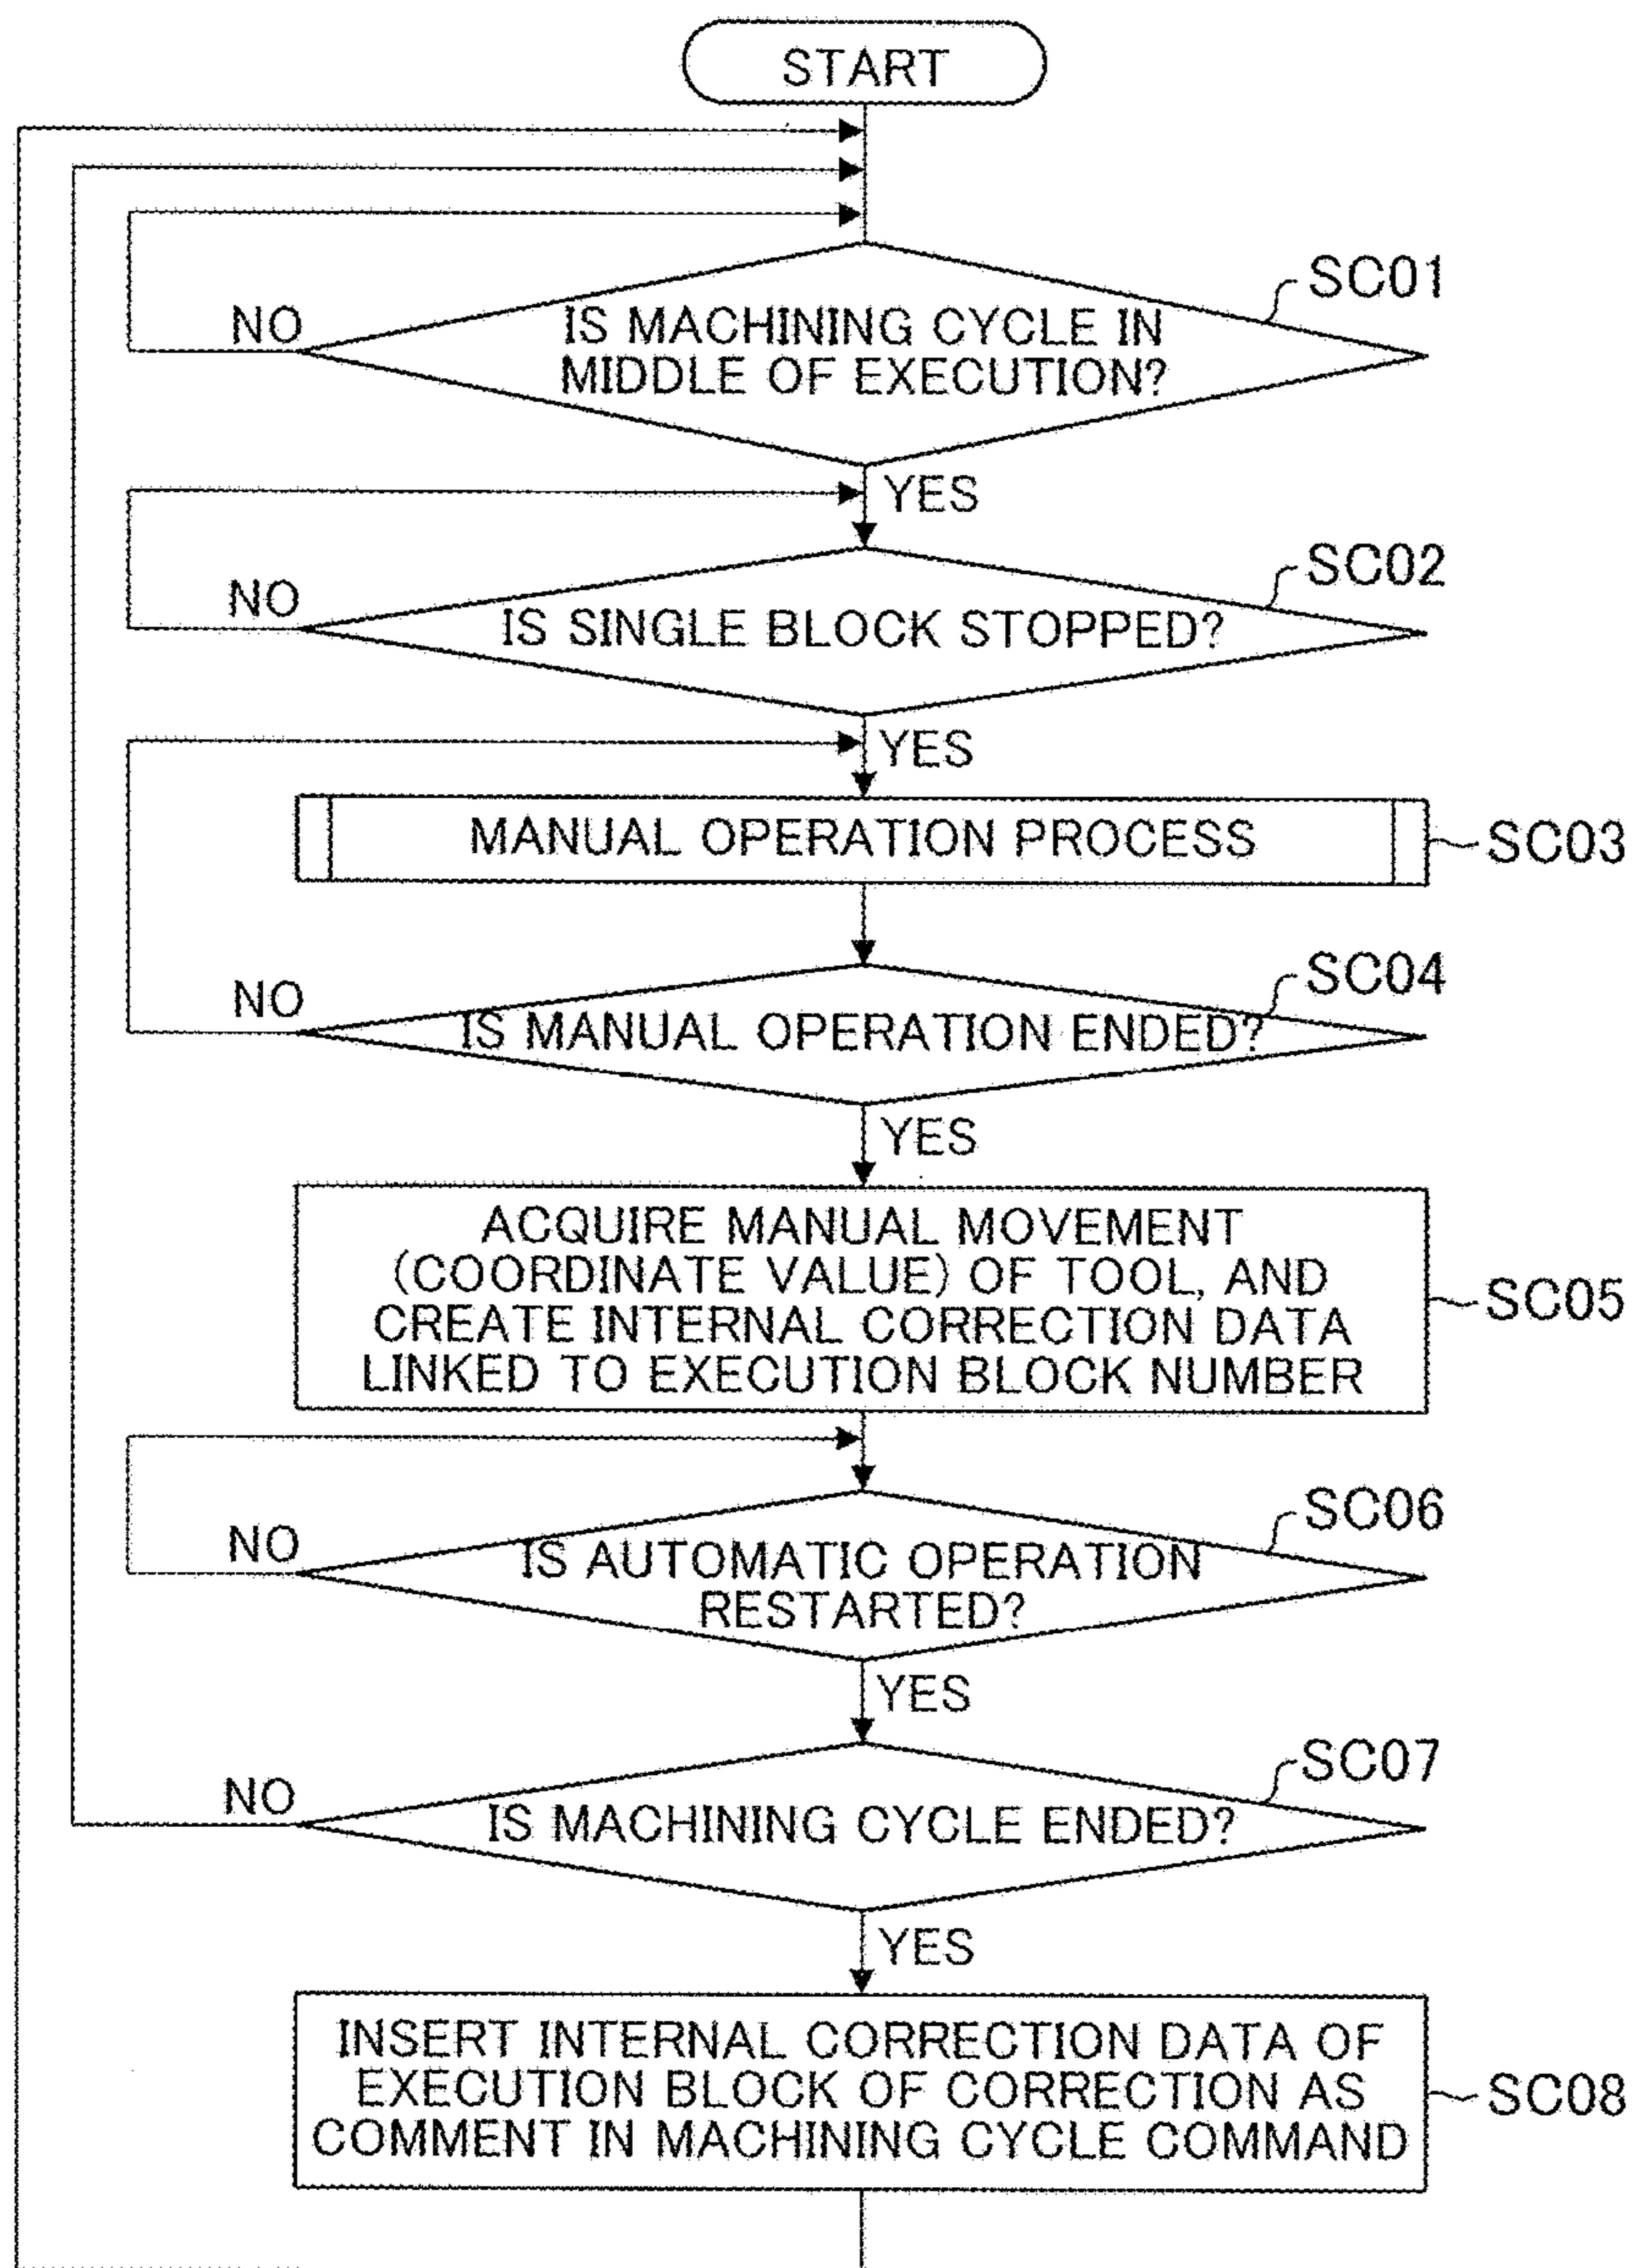 START
SC01
NO
IS MACHINING CYCLE IN
MIDDLE OF EXECUTION?
YES
SC02
NO
IS SINGLE BLOCK STOPPED?
YES
MANUAL OPERATION PROCESS
SC03
SC04
NO
IS MANUAL OPERATION ENDED?
YES
ACQUIRE MANUAL MOVEMENT
(COORDINATE VALUE) OF TOOL, AND
CREATE INTERNAL CORRECTION DATA
LINKED TO EXECUTION BLOCK NUMBER
SC05
SC06
NO
IS AUTOMATIC OPERATION
RESTARTED?
YES
SC07
NO
IS MACHINING CYCLE ENDED?
YES
INSERT INTERNAL CORRECTION DATA OF
EXECUTION BLOCK OF CORRECTION AS
COMMENT IN MACHINING CYCLE COMMAND
SC08